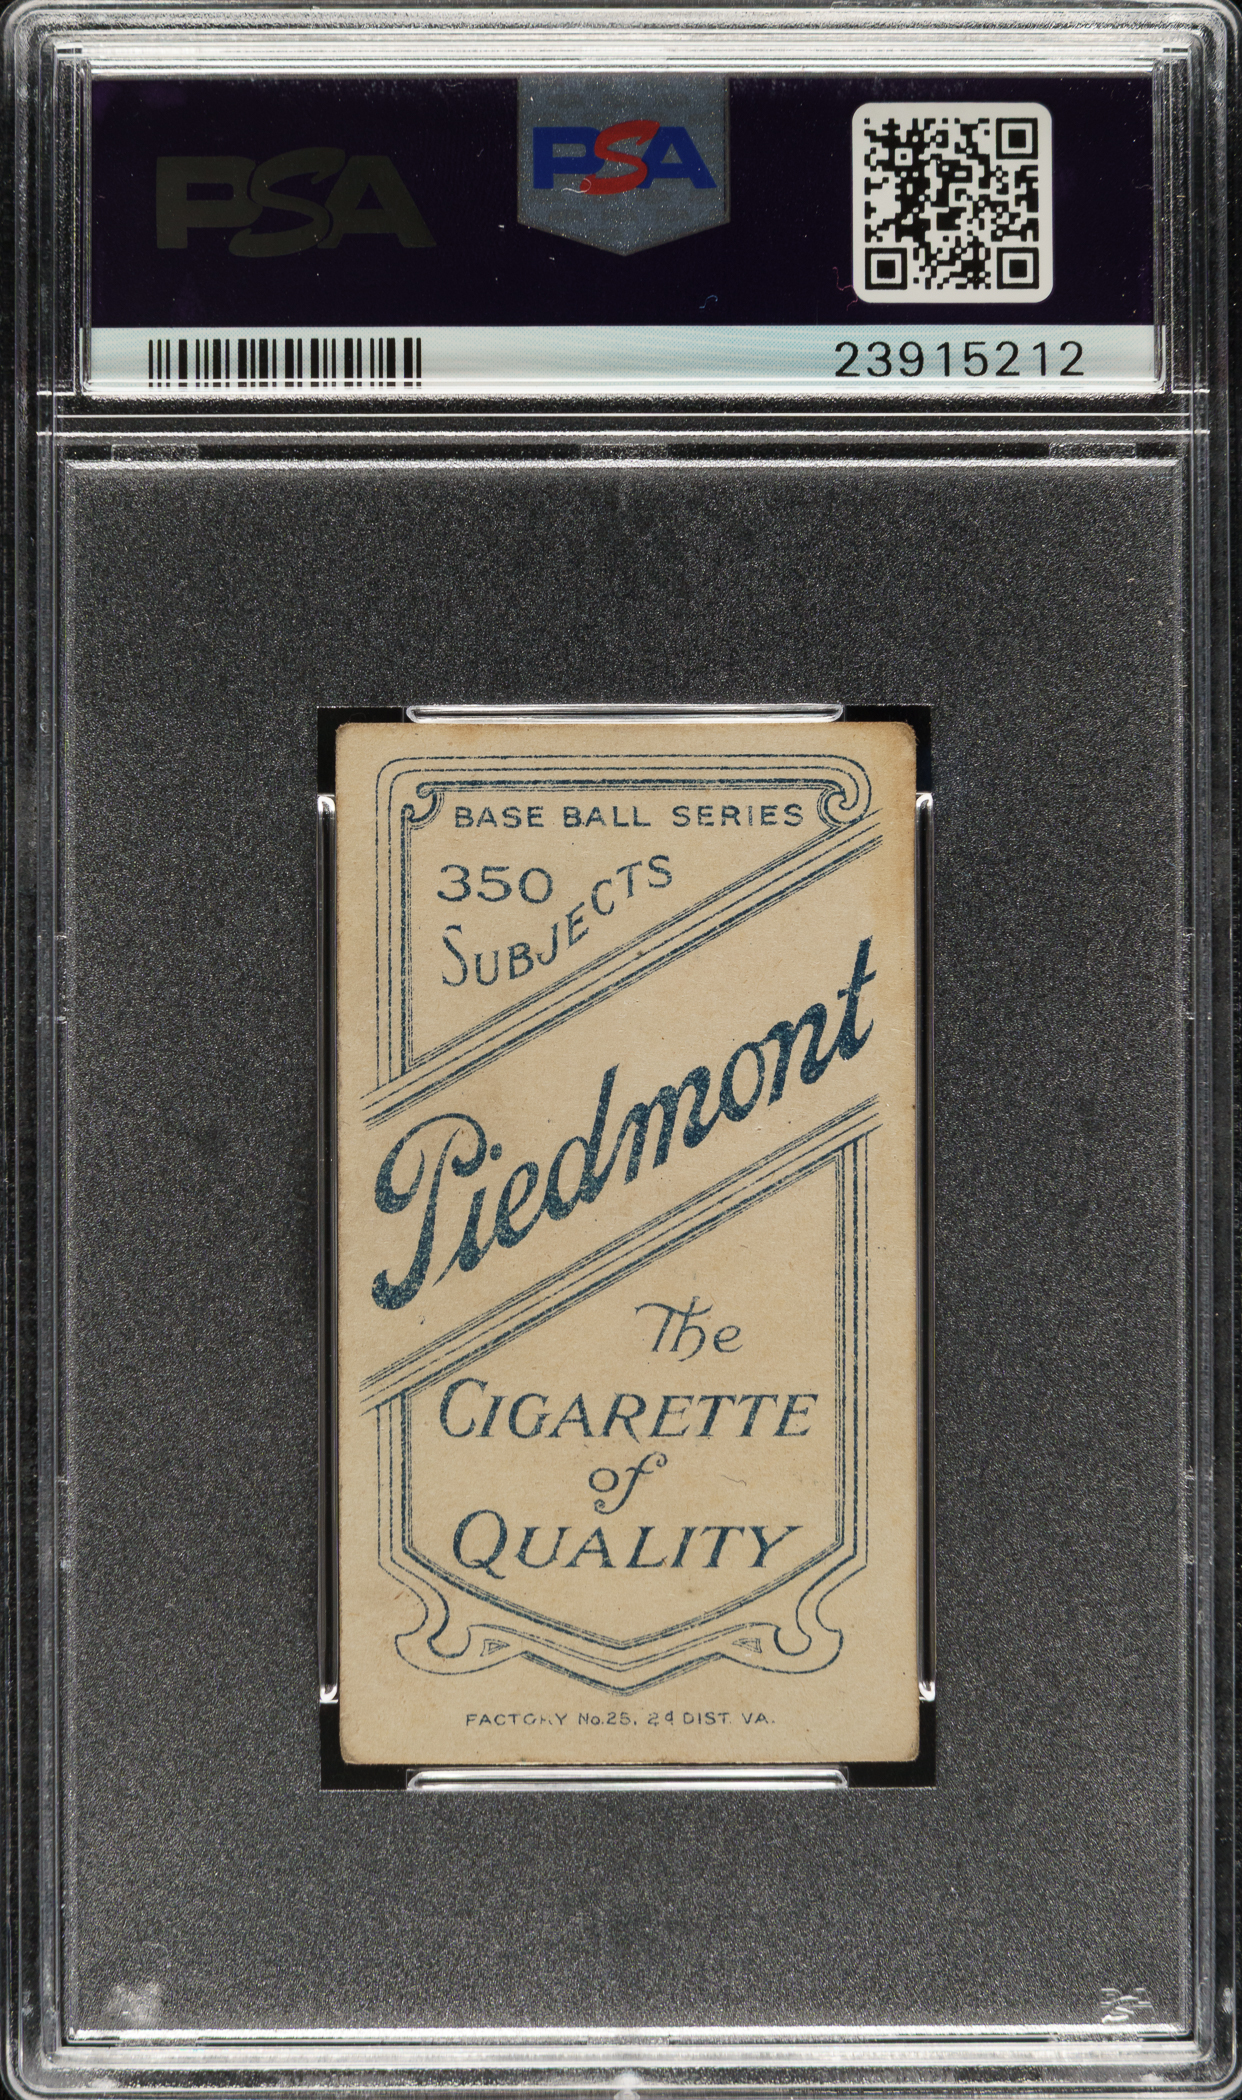 PSA
PSA
23915212
BASE BALL SERIES
350
SUBJECTS
Piedmont
The
CIGARETTE
of
QUALITY
FACTORY No.25, 2d DIST. VA.